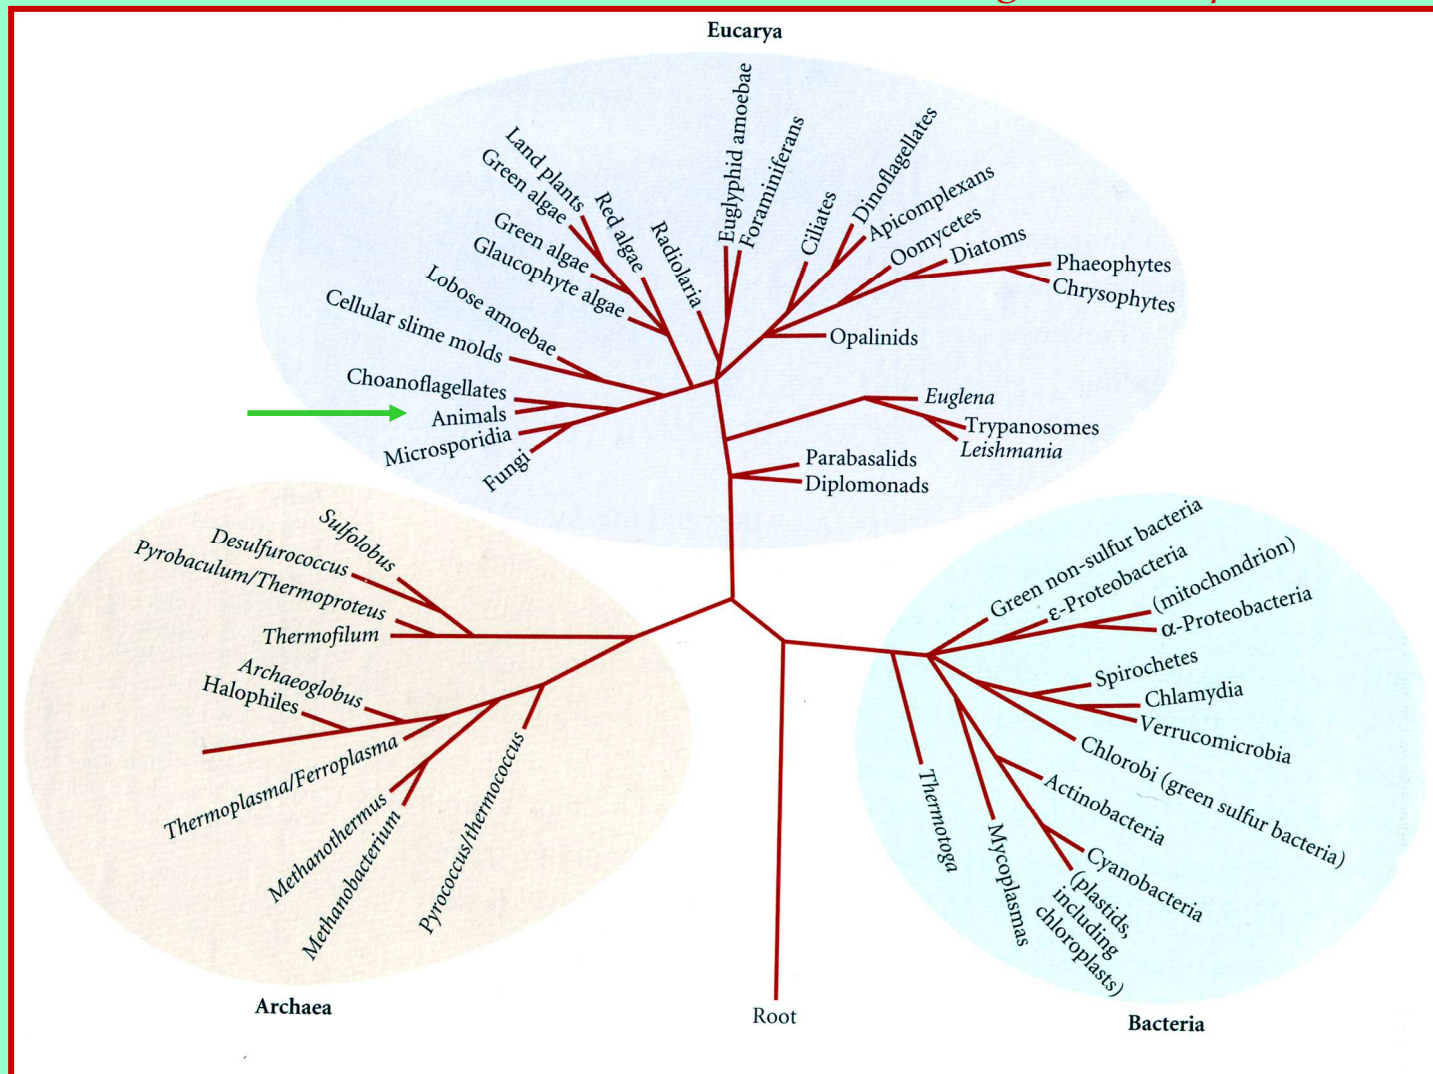 Eucarya
Land plants
Green algae
Green algae
Glaucophyte algae
Red algae
Radiolaria
Euglyphid amoebae
Foraminiferans
Ciliates
Dinoflagellates
Apicomplexans
Oomycetes
Diatoms
Phaeophytes
Chrysophytes
Opalinids
Lobose amoebae
Cellular slime molds
Choanoflagellates
Animals
Microsporidia
Fungi
Euglena
Trypanosomes
Leishmania
Parabasalids
Diplomonads
Sulfolobus
Desulfurococcus
Pyrobaculum/Thermoproteus
Thermofilum
Archaeoglobus
Halophiles
Thermoplasma/Ferroplasma
Methanothermus
Methanobacterium
Pyrococcus/thermococcus
Archaea
Root
Green non-sulfur bacteria
ε-Proteobacteria
(mitochondrion)
α-Proteobacteria
Spirochetes
Chlamydia
Verrucomicrobia
Chlorobi (green sulfur bacteria)
Actinobacteria
Cyanobacteria
(plastids,
including
chloroplasts)
Mycoplasmas
Thermotoga
Bacteria